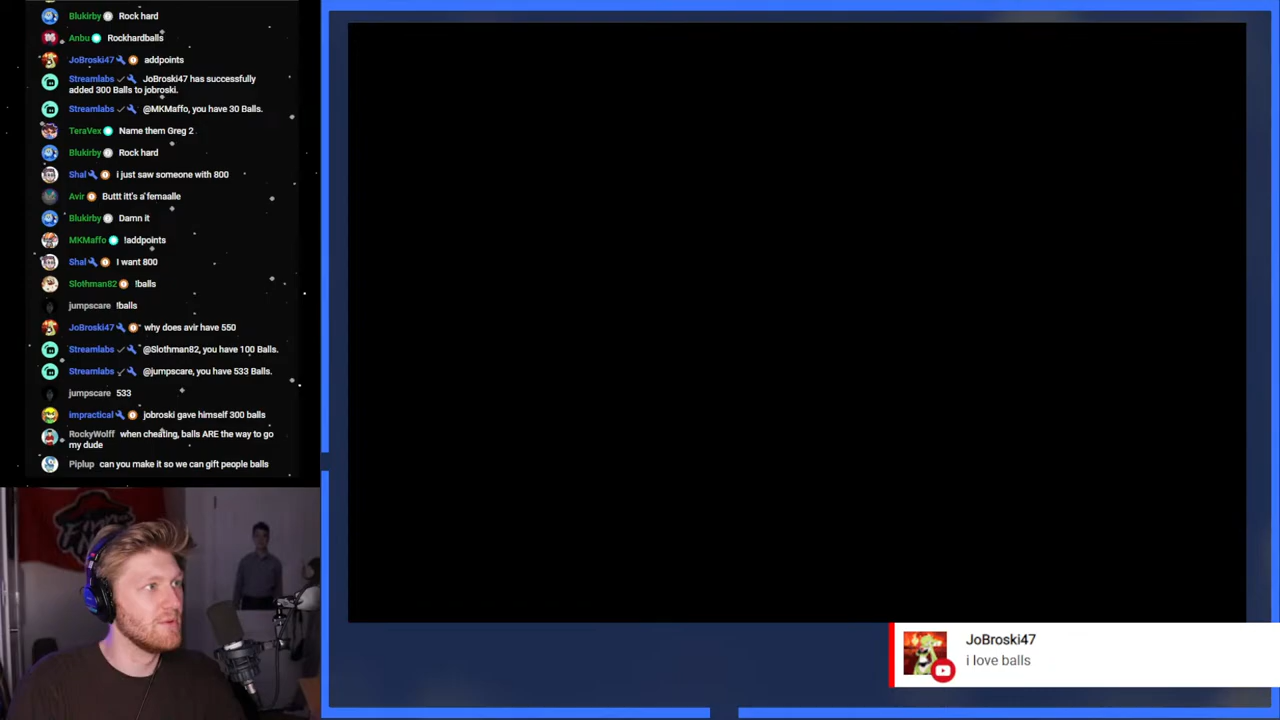 Blukirby Rock hard
Anbu Rockhardballs
JoBroski47 addpoints
Streamlabs JoBroski47 has successfully
added 300 Balls to jobroski.
Streamlabs @MKMaffo, you have 30 Balls.
TeraVex Name them Greg 2
Blukirby Rock hard
Shal i just saw someone with 800
Avir Buttt itt's a femaalle
Blukirby Damn it
MKMaffo !addpoints
Shal I want 800
Slothman82 !balls
jumpscare !balls
JoBroski47 why does avir have 550
Streamlabs @Slothman82, you have 100 Balls.
Streamlabs @jumpscare, you have 533 Balls.
jumpscare 533
impractical jobroski gave himself 300 balls
RockyWolff when cheating, balls ARE the way to go
my dude
Piplup can you make it so we can gift people balls
JoBroski47
i love balls